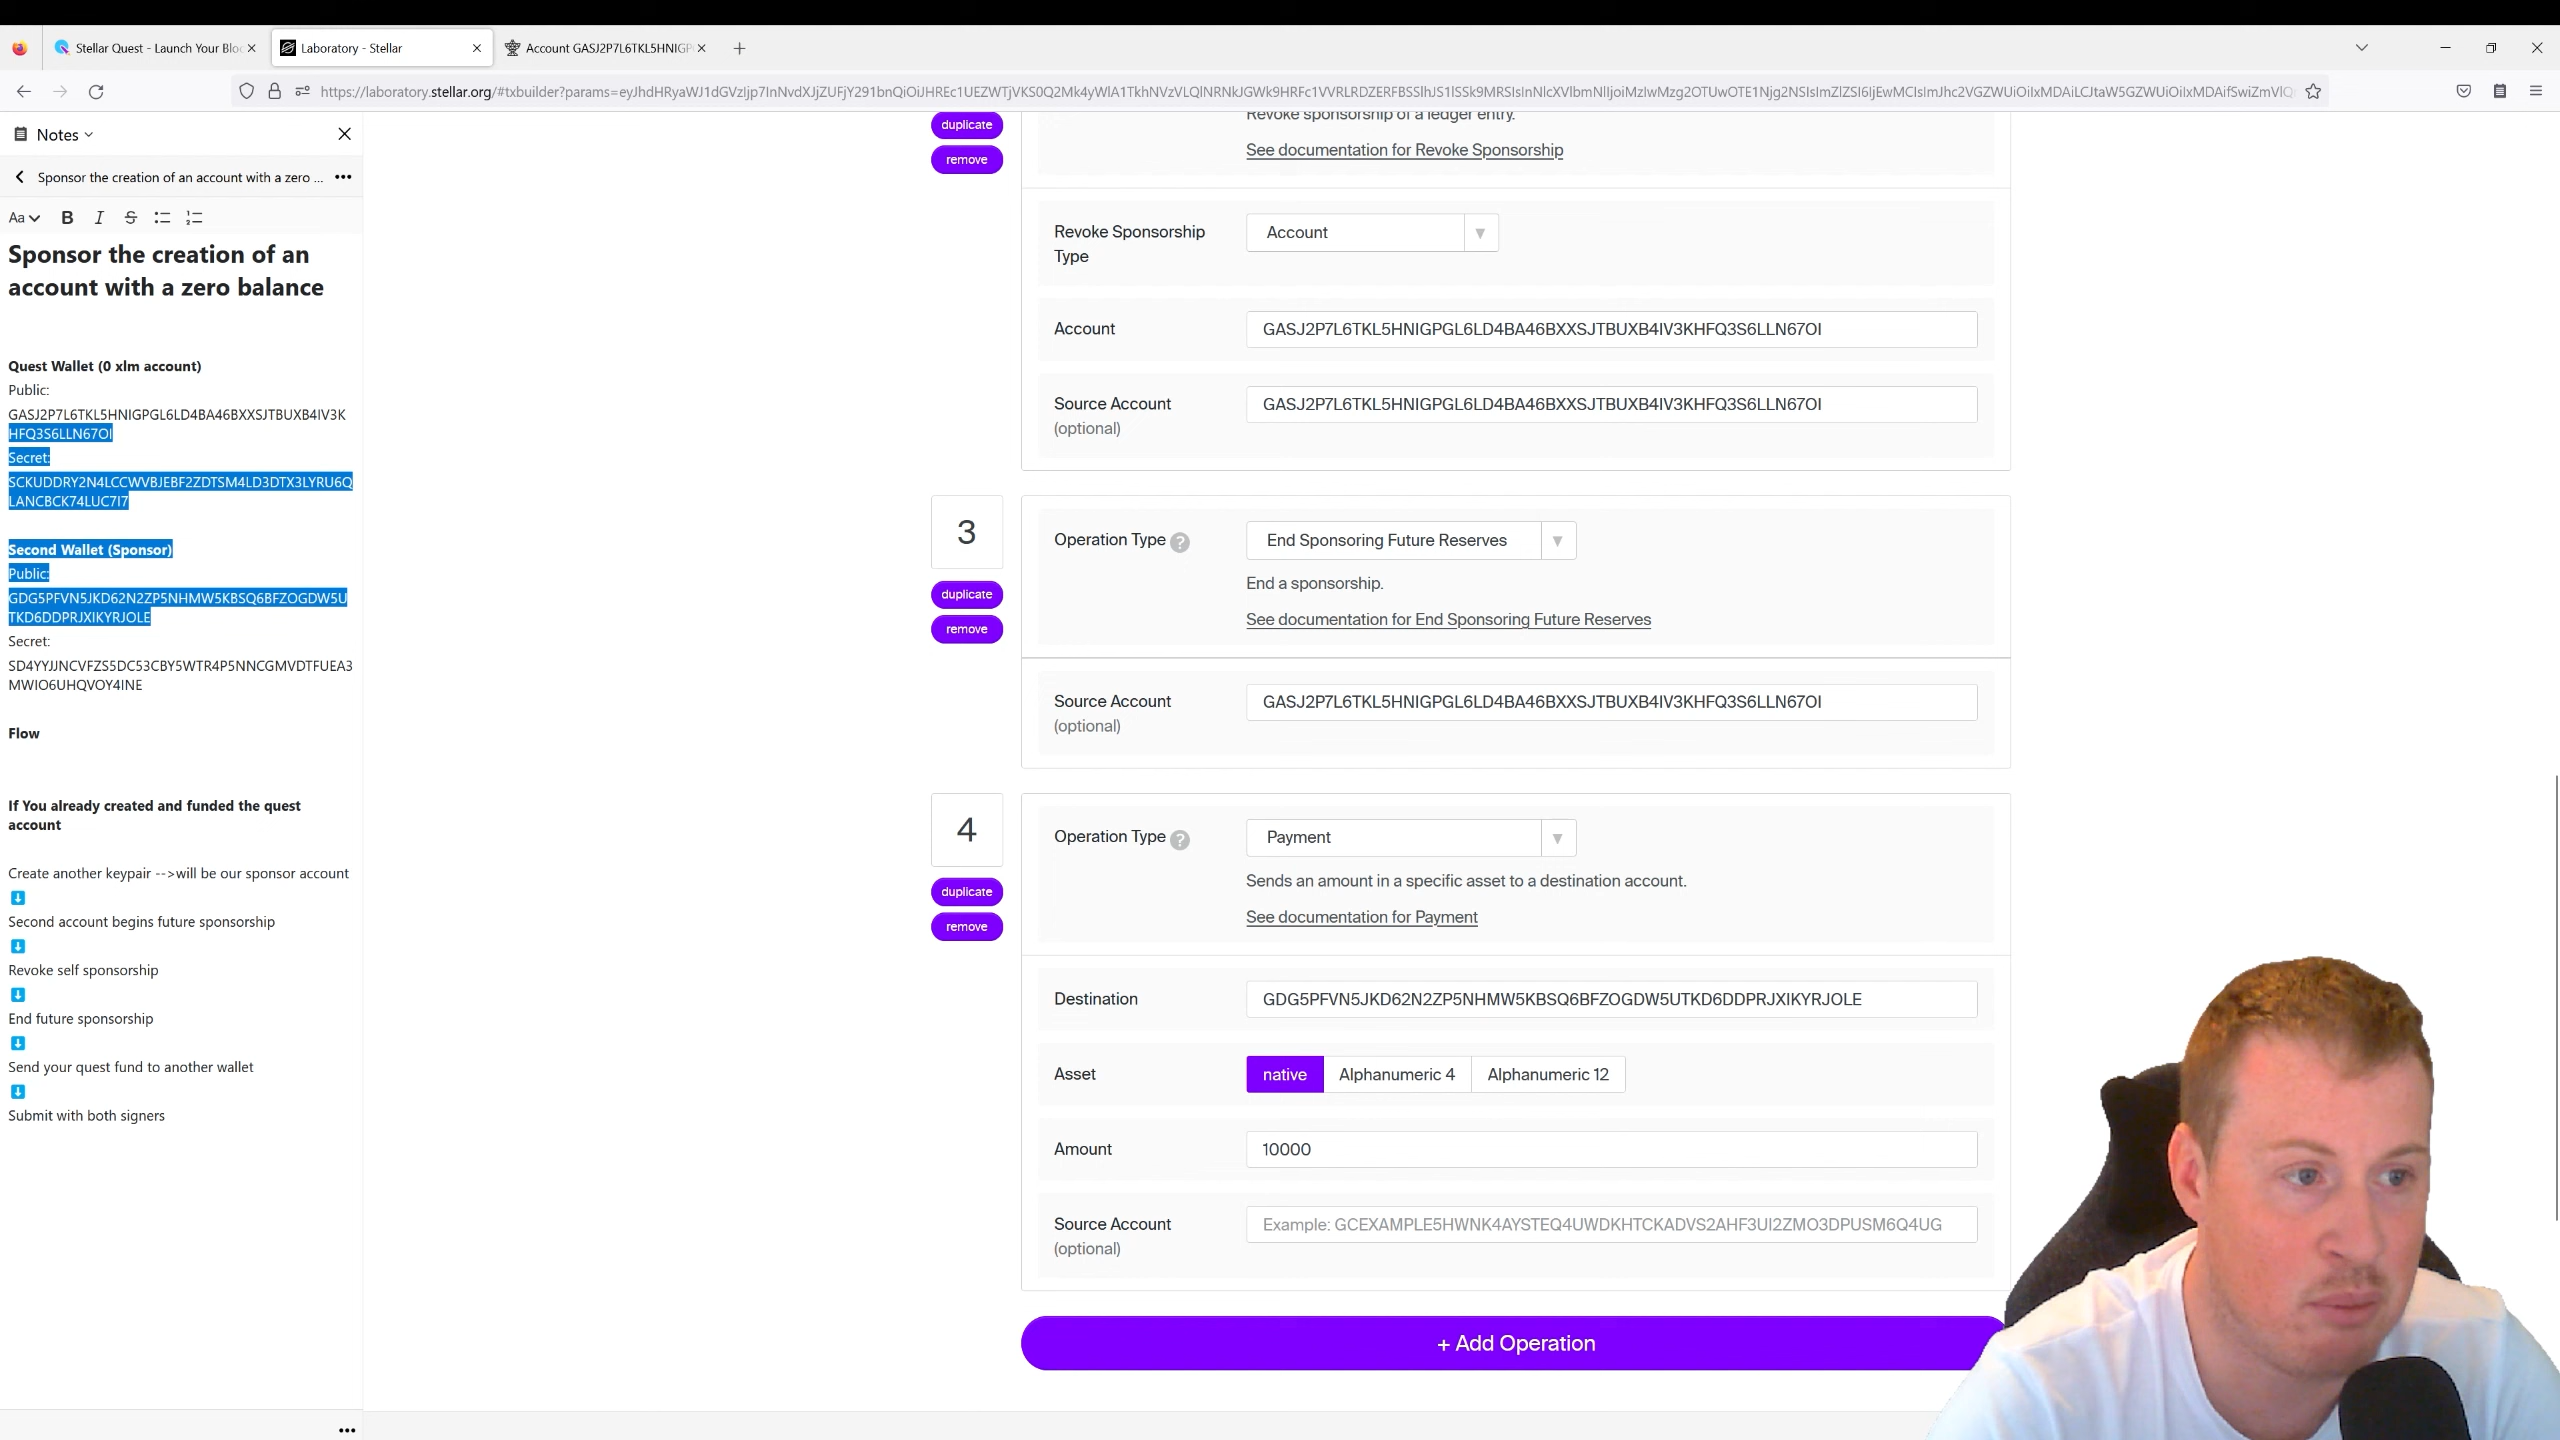 Stellar Quest - Launch Your Bloc
Laboratory - Stellar
Account GASJ2P7L6TKL5HNIGP
https://laboratory.stellar.org/#txbuilder?params=
Notes
Sponsor the creation of an account with a zero ...
Aa
B
I
S
Sponsor the creation of an
account with a zero balance
Quest Wallet (0 xlm account)
Public:
GASJ2P7L6TKL5HNIGPGL6LD4BA46BXXSJTBUXB4IV3K
HFQ3S6LLN67OI
Secret:
SCKUDDRY2N4LCCWVBJEBF2ZDTSM4LD3DTX3LYRU6Q
LANCBCK74LUC7I7
Second Wallet (Sponsor)
Public:
GDG5PFVN5JKD62N2ZP5NHMW5KBSQ6BFZOGDW5U
TKD6DDPRJXIKYRJOLE
Secret:
SD4YYJJNCVFZS5DC53CBY5WTR4P5NNCGMVDTFUEA3
MWIO6UHQVOY4INE
Flow
If You already created and funded the quest
account
Create another keypair -->will be our sponsor account
Second account begins future sponsorship
Revoke self sponsorship
End future sponsorship
Send your quest fund to another wallet
Submit with both signers
duplicate
remove
Revoke sponsorship of a ledger entry.
See documentation for Revoke Sponsorship
Revoke Sponsorship
Type
Account
Account
GASJ2P7L6TKL5HNIGPGL6LD4BA46BXXSJTBUXB4IV3KHFQ3S6LLN67OI
Source Account
(optional)
GASJ2P7L6TKL5HNIGPGL6LD4BA46BXXSJTBUXB4IV3KHFQ3S6LLN67OI
3
duplicate
remove
Operation Type ?
End Sponsoring Future Reserves
End a sponsorship.
See documentation for End Sponsoring Future Reserves
Source Account
(optional)
GASJ2P7L6TKL5HNIGPGL6LD4BA46BXXSJTBUXB4IV3KHFQ3S6LLN67OI
4
duplicate
remove
Operation Type ?
Payment
Sends an amount in a specific asset to a destination account.
See documentation for Payment
Destination
GDG5PFVN5JKD62N2ZP5NHMW5KBSQ6BFZOGDW5UTKD6DDPRJXIKYRJOLE
Asset
native
Alphanumeric 4
Alphanumeric 12
Amount
10000
Source Account
(optional)
Example: GCEXAMPLE5HWNK4AYSTEQ4UWDKHTCKADVS2AHF3UI2ZMO3DPUSM6Q4UG
+ Add Operation